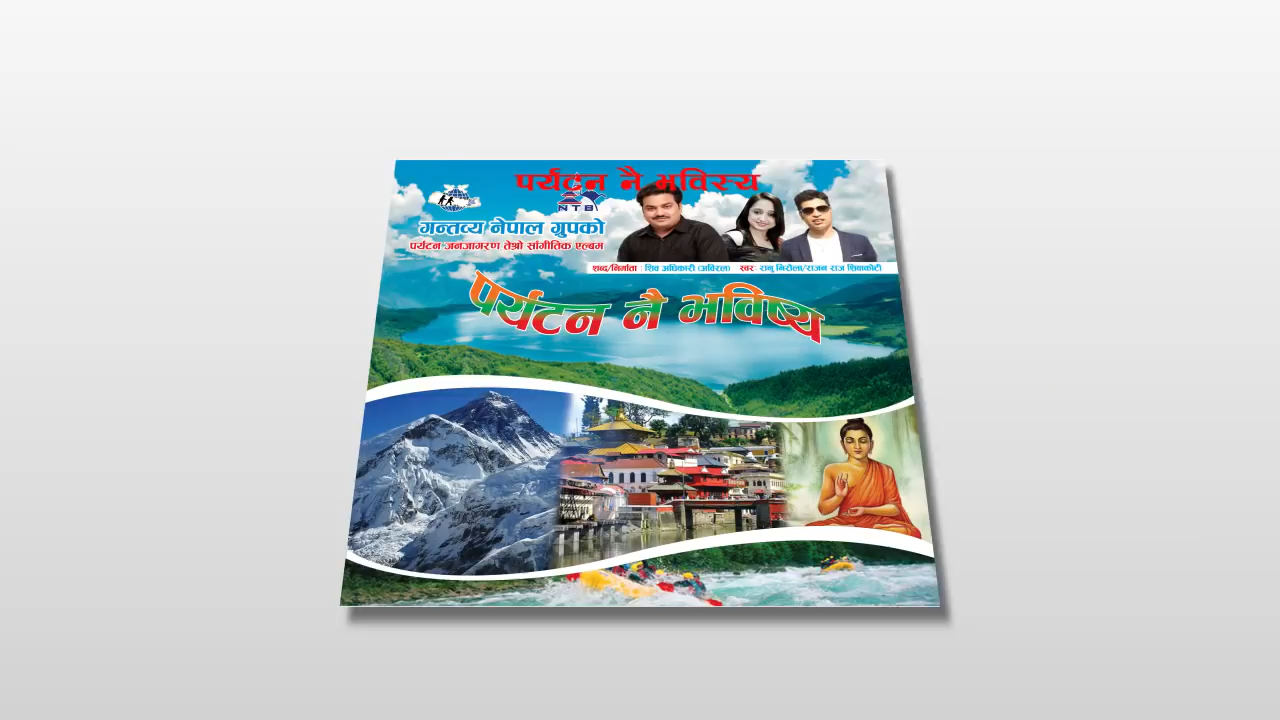 पर्यटन नै भविस्य
NTB
गन्तव्य नेपाल ग्रुपको
पर्यटन जनजागरण तेश्रो सांगीतिक एल्बम
शब्द/निर्माता : शिव अधिकारी (अविरल) स्वर: रानु निरौला/राजन राज शिवाकोटी
पर्यटन नै भविष्य